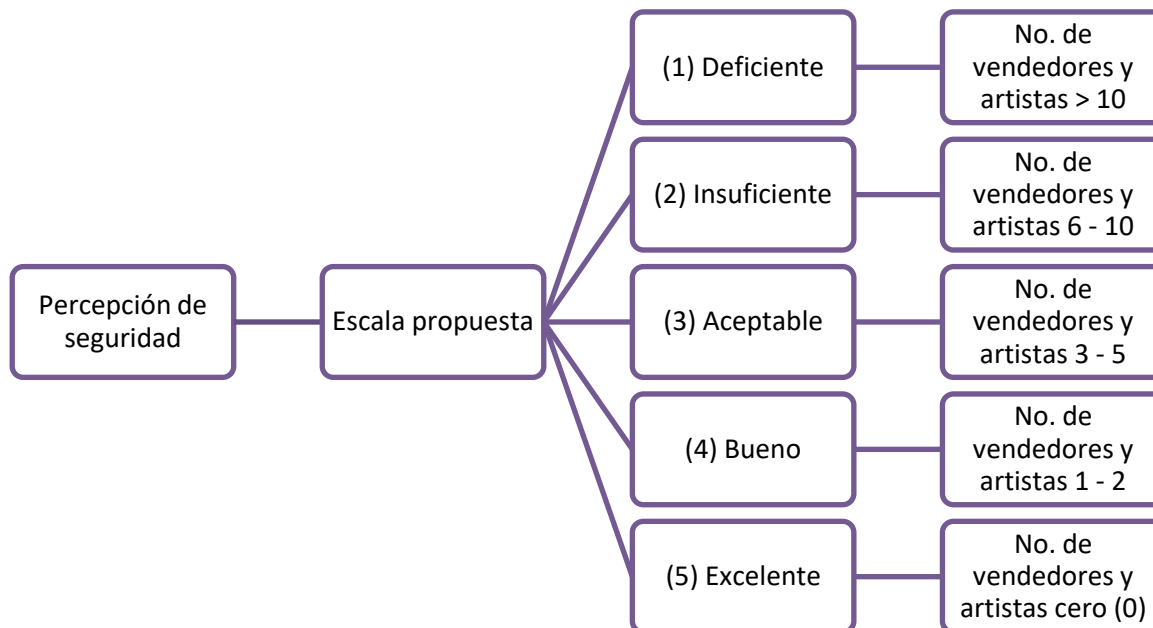 Percepción de
seguridad
Escala propuesta
(1) Deficiente
No. de
vendedores y
artistas > 10
(2) Insuficiente
No. de
vendedores y
artistas 6 - 10
(3) Aceptable
No. de
vendedores y
artistas 3 - 5
(4) Bueno
No. de
vendedores y
artistas 1 - 2
(5) Excelente
No. de
vendedores y
artistas cero (0)